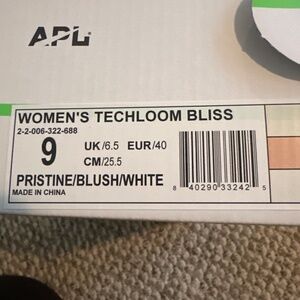 APL
WOMEN'S TECHLOOM BLISS
2-2-006-322-688
9
UK/6.5 EUR/40
CM/25.5
PRISTINE/BLUSH/WHITE
MADE IN CHINA
8 40290 33242 5